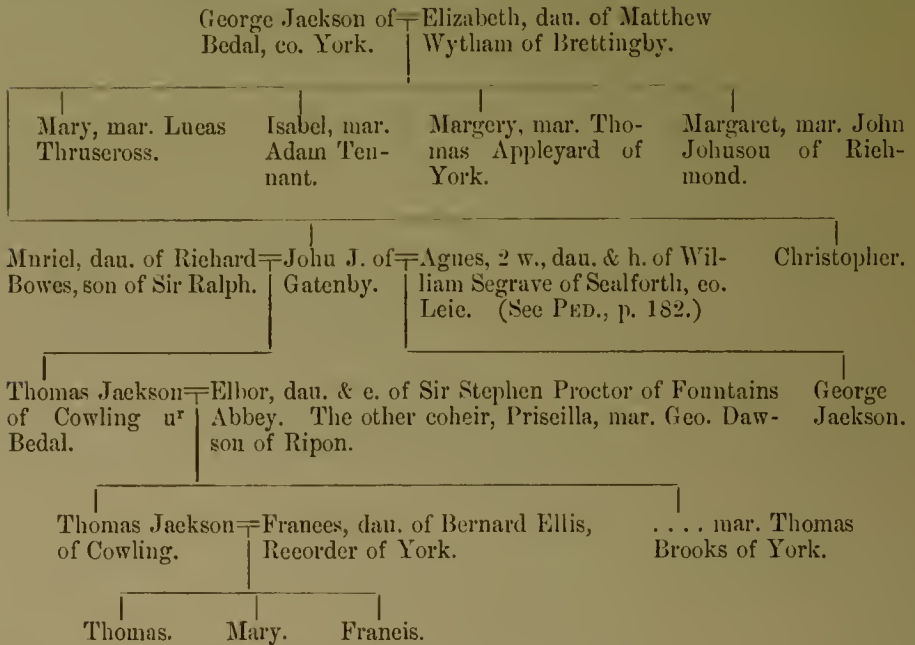 George Jackson of Elizabeth, dau. of Matthew
Bedal, co. York. Wytham of Brettingby.
Mary, mar. Lucas
Thruscross.
Isabel, mar.
Adam Ten-
nant.
Margery, mar. Tho-
mas Appleyard of
York.
Margaret, mar. John
Johnson of Rich-
mond.
Muriel, dau. of Richard
Bowes, son of Sir Ralph.
John J. of
Gatenby.
Agnes, 2 w., dau. & h. of Wil-
liam Segrave of Scalforth, co.
Leic. (See PED., p. 182.)
Christopher.
Thomas Jackson
of Cowling nʳ
Bedal.
Ellbor, dau. & c. of Sir Stephen Proctor of Fountains
Abbey. The other coheir, Priscilla, mar. Geo. Daw-
son of Ripon.
George
Jackson.
Thomas Jackson
of Cowling.
Frances, dau. of Bernard Ellis,
Recorder of York.
. . . . mar. Thomas
Brooks of York.
Thomas. Mary. Francis.